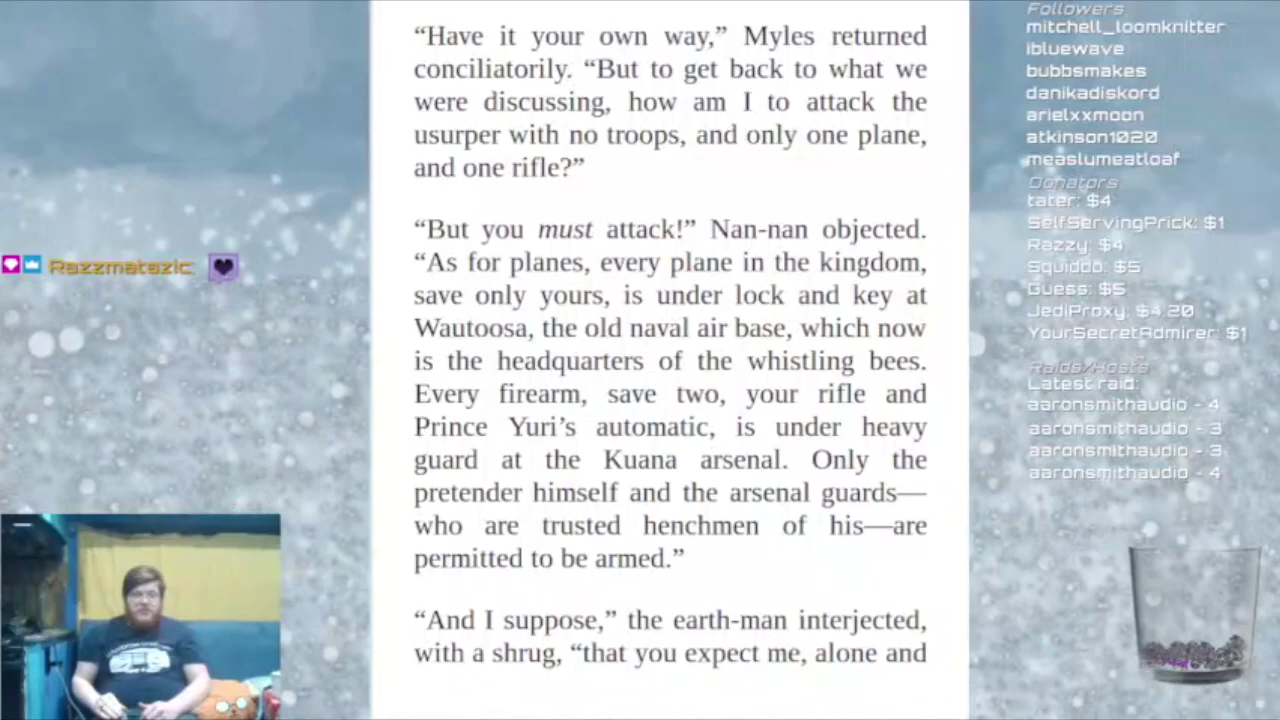 “Have it your own way,” Myles returned
conciliatorily. “But to get back to what we
were discussing, how am I to attack the
usurper with no troops, and only one plane,
and one rifle?”
“But you must attack!” Nan-nan objected.
“As for planes, every plane in the kingdom,
save only yours, is under lock and key at
Wautoosa, the old naval air base, which now
is the headquarters of the whistling bees.
Every firearm, save two, your rifle and
Prince Yuri’s automatic, is under heavy
guard at the Kuana arsenal. Only the
pretender himself and the arsenal guards—
who are trusted henchmen of his—are
permitted to be armed.”
“And I suppose,” the earth-man interjected,
with a shrug, “that you expect me, alone and
Razzmatazic
Followers
mitchell_loomknitter
ibluewave
bubbsmakes
danikadiskord
arielxxmoon
atkinson1020
measlumeatloaf
Donators
tater: $4
SelfServingPrick: $1
Razzy: $4
Squiddo: $5
Guess: $5
JediProxy: $4.20
YourSecretAdmirer: $1
Raids/Hosts
Latest raid:
aaronsmithaudio - 4
aaronsmithaudio - 3
aaronsmithaudio - 3
aaronsmithaudio - 4